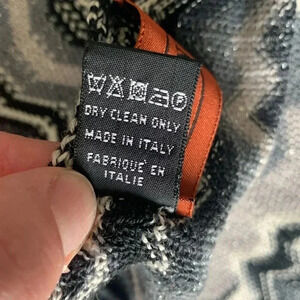 DRY CLEAN ONLY
MADE IN ITALY
FABRIQUÉ EN
ITALIE